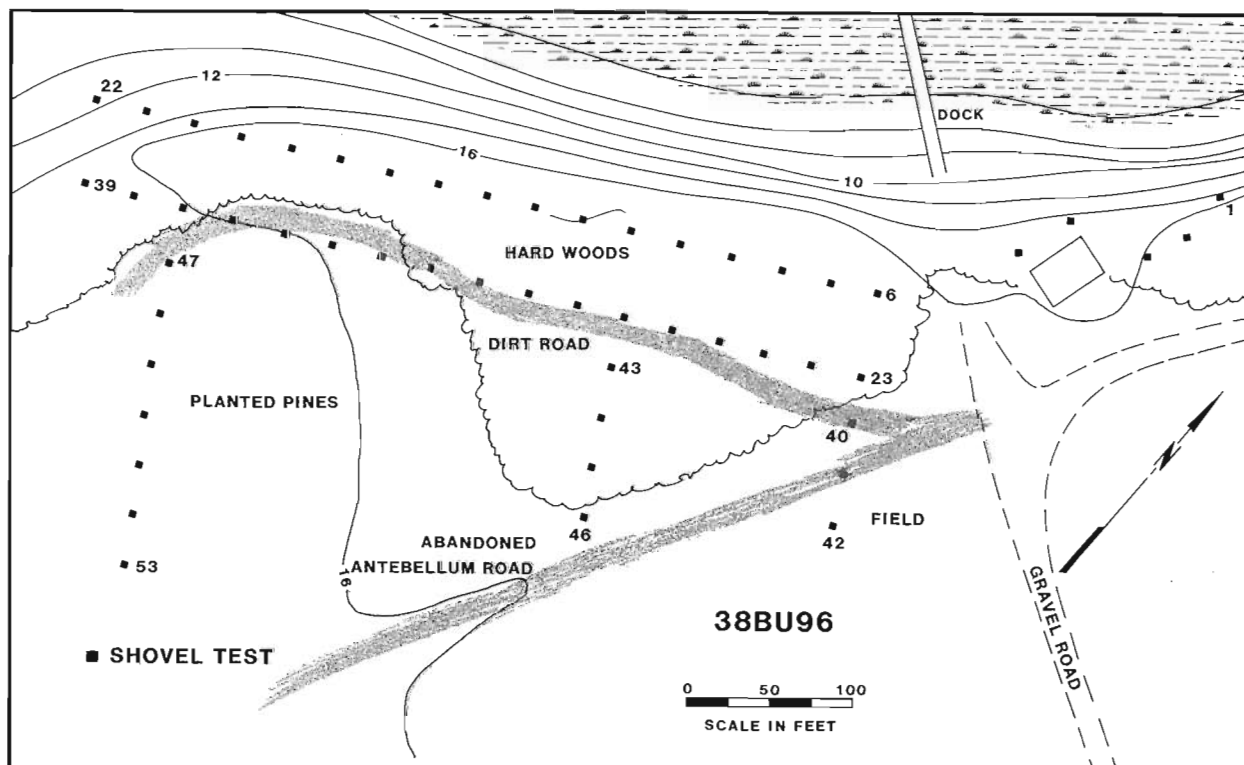 22
12
DOCK
16
10
39
1
HARD WOODS
47
6
DIRT ROAD
43
23
PLANTED PINES
40
FIELD
46
42
ABANDONED
ANTEBELLUM ROAD
53
16
GRAVEL ROAD
38BU96
SHOVEL TEST
0 50 100
SCALE IN FEET
N